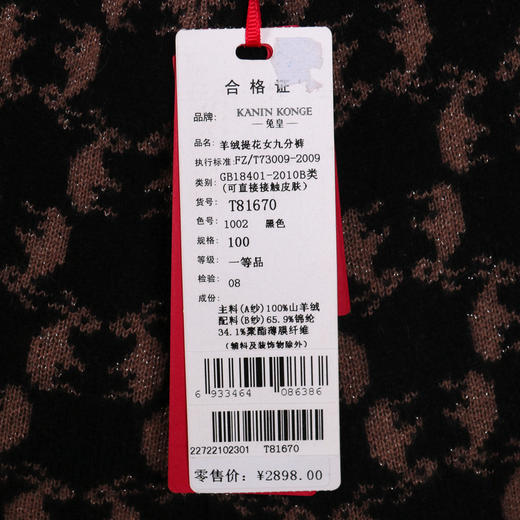 合格证
品牌: KANIN KONGE
—兔皇—
品名: 羊绒提花女九分裤
执行标准:FZ/T73009-2009
类别: GB18401-2010B类
(可直接接触皮肤)
货号: T81670
色号: 1002 黑色
规格: 100
等级: 一等品
检验: 08
成份:
主料(A纱)100%山羊绒
配料(B纱)65.9%锦纶
34.1%聚酯薄膜纤维
(辅料及装饰物除外)
6 933464 086386
22722102301 T81670
零售价: ¥2898.00